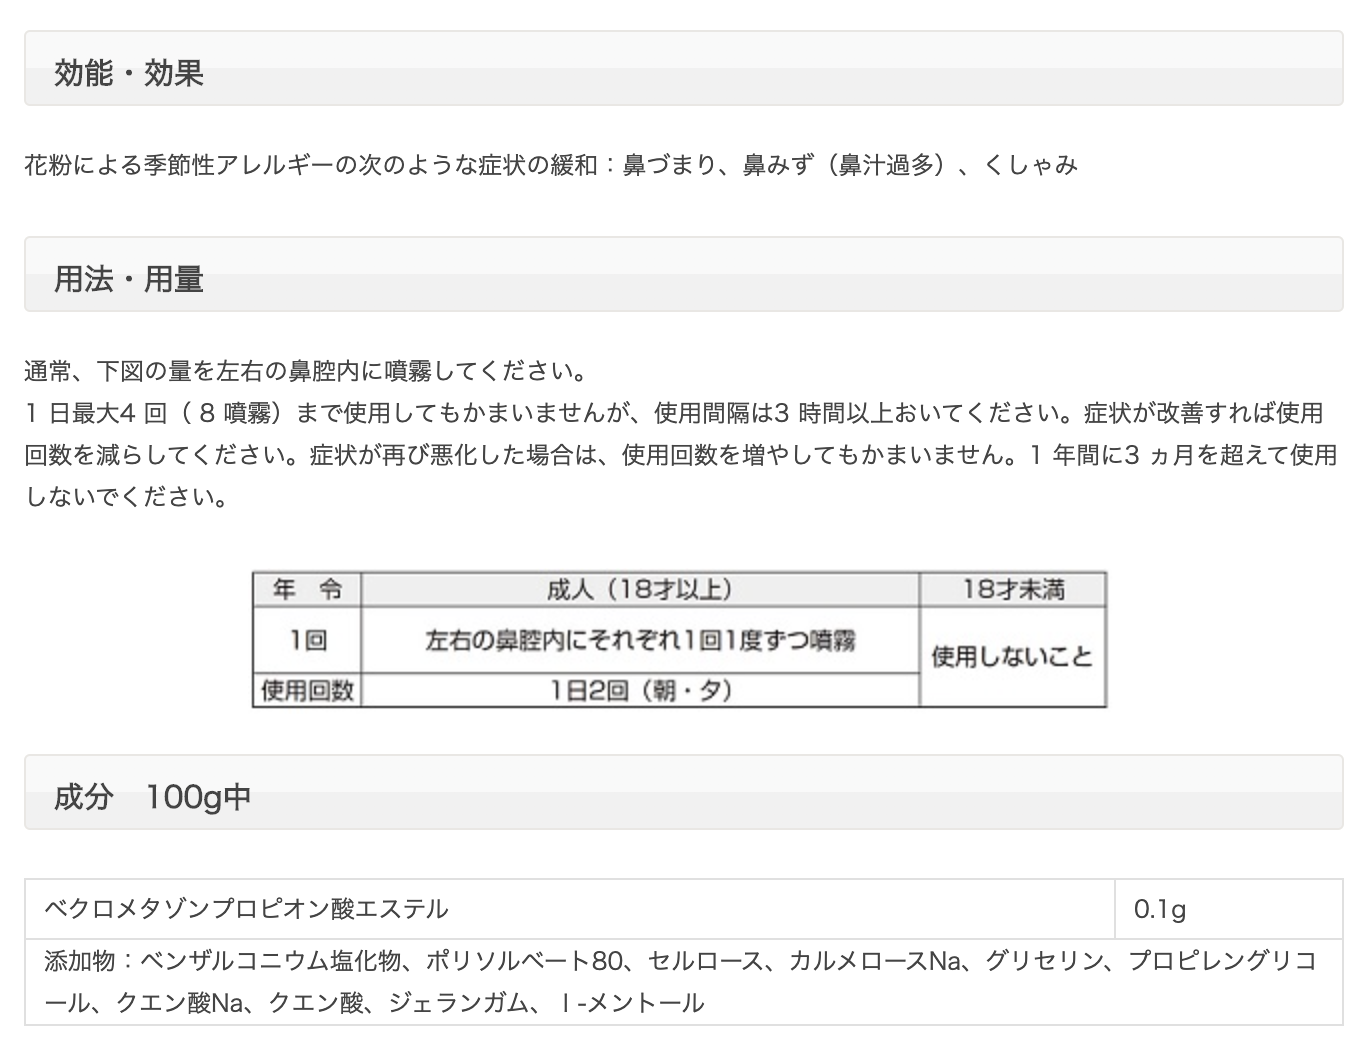 効能・効果
花粉による季節性アレルギーの次のような症状の緩和：鼻づまり、鼻みず（鼻汁過多）、くしゃみ
用法・用量
通常、下図の量を左右の鼻腔内に噴霧してください。
1 日最大4 回（ 8 噴霧）まで使用してもかまいませんが、使用間隔は3 時間以上おいてください。症状が改善すれば使用
回数を減らしてください。症状が再び悪化した場合は、使用回数を増やしてもかまいません。1 年間に3 ヵ月を超えて使用
しないでください。
年　令 成人（18才以上） 18才未満
1回 左右の鼻腔内にそれぞれ1回1度ずつ噴霧 使用しないこと
使用回数 1日2回（朝・夕）
成分　100g中
ベクロメタゾンプロピオン酸エステル 0.1g
添加物：ベンザルコニウム塩化物、ポリソルベート80、セルロース、カルメロースNa、グリセリン、プロピレングリコ
ール、クエン酸Na、クエン酸、ジェランガム、ｌ-メントール